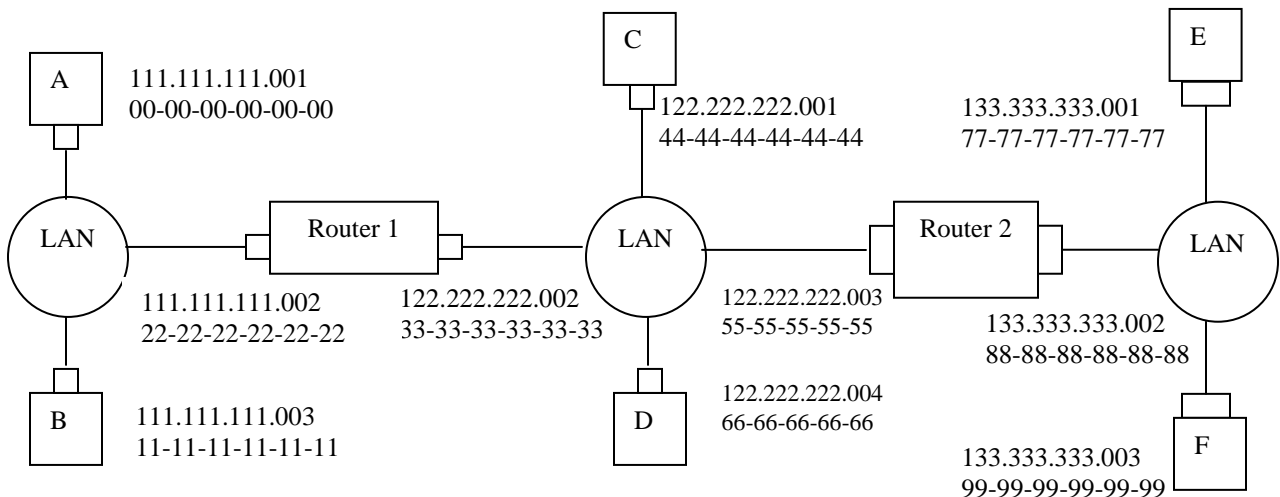 A
111.111.111.001
00-00-00-00-00-00
C
122.222.222.001
44-44-44-44-44-44
E
133.333.333.001
77-77-77-77-77-77
LAN
Router 1
LAN
Router 2
LAN
111.111.111.002
22-22-22-22-22-22
122.222.222.002
33-33-33-33-33-33
122.222.222.003
55-55-55-55-55
133.333.333.002
88-88-88-88-88-88
B
111.111.111.003
11-11-11-11-11-11
D
122.222.222.004
66-66-66-66-66
F
133.333.333.003
99-99-99-99-99-99